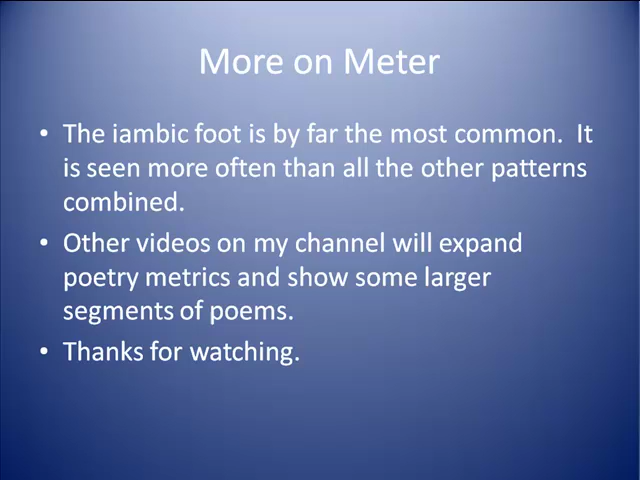 More on Meter
• The iambic foot is by far the most common.  It
is seen more often than all the other patterns
combined.
• Other videos on my channel will expand
poetry metrics and show some larger
segments of poems.
• Thanks for watching.